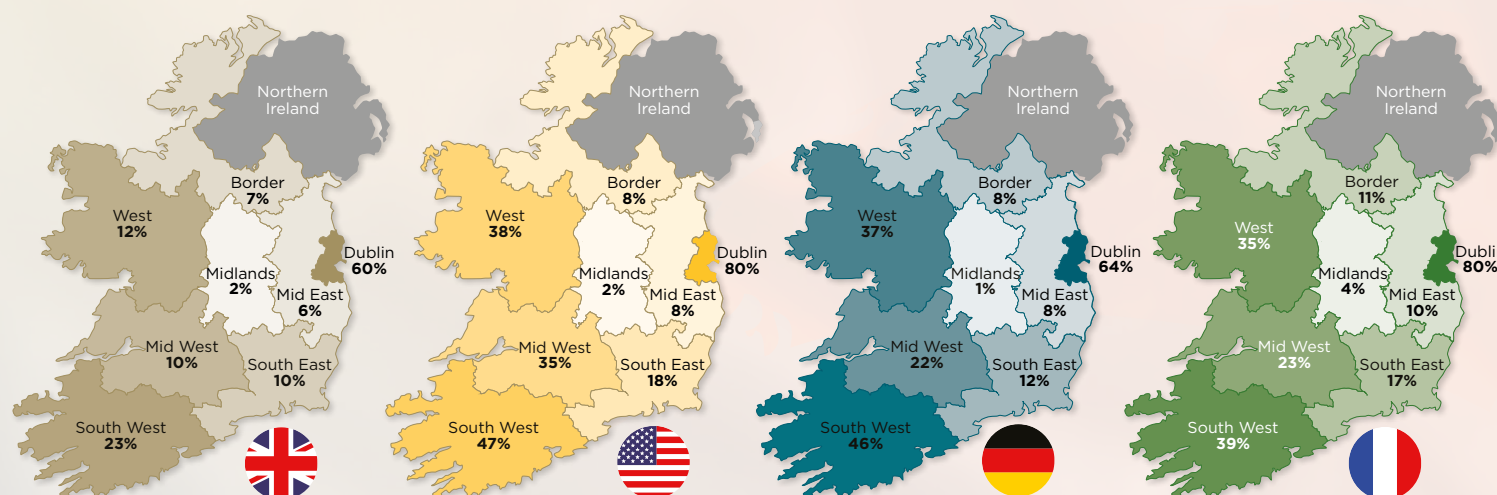 Northern
Ireland
Border
7%
West
12%
Dublin
60%
Midlands
2%
Mid East
6%
Mid West
10%
South East
10%
South West
23%
Northern
Ireland
Border
8%
West
38%
Dublin
80%
Midlands
2%
Mid East
8%
Mid West
35%
South East
18%
South West
47%
Northern
Ireland
Border
8%
West
37%
Dublin
64%
Midlands
1%
Mid East
8%
Mid West
22%
South East
12%
South West
46%
Northern
Ireland
Border
11%
West
35%
Dubli
80%
Midlands
4%
Mid East
10%
Mid West
23%
South East
17%
South West
39%